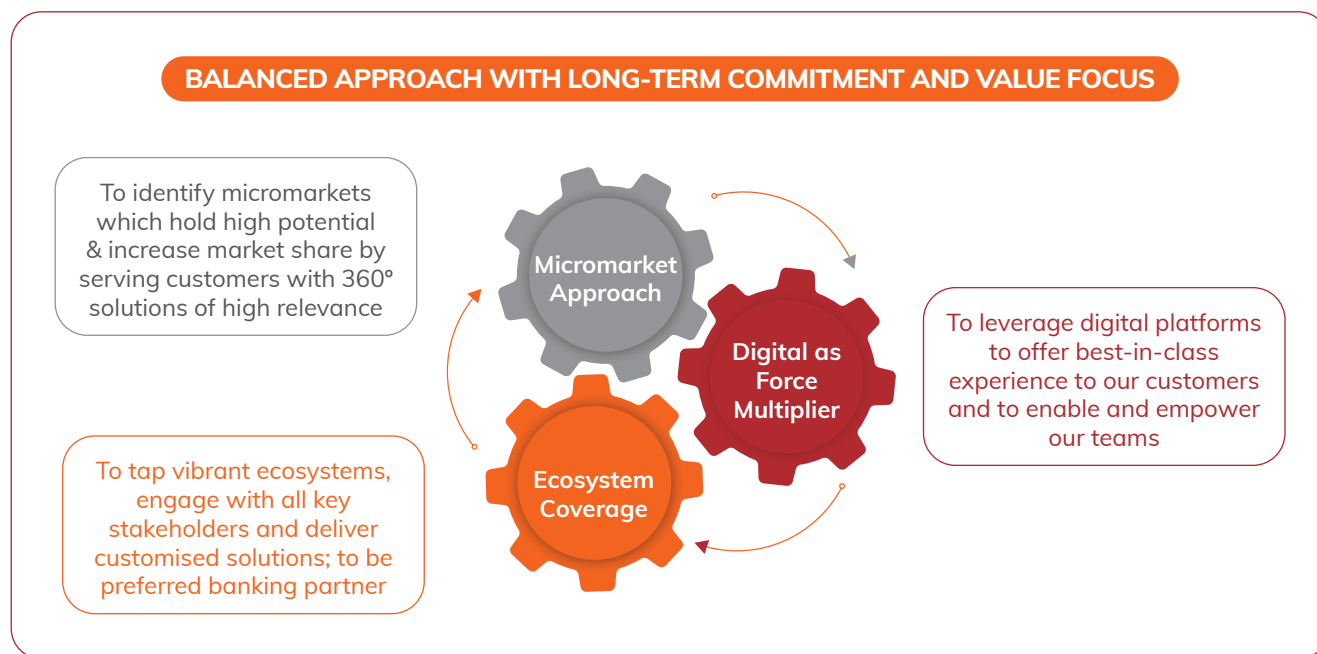 BALANCED APPROACH WITH LONG-TERM COMMITMENT AND VALUE FOCUS
To identify micromarkets
which hold high potential
& increase market share by
serving customers with 360º
solutions of high relevance
Micromarket
Approach
Digital as
Force
Multiplier
To leverage digital platforms
to offer best-in-class
experience to our customers
and to enable and empower
our teams
Ecosystem
Coverage
To tap vibrant ecosystems,
engage with all key
stakeholders and deliver
customised solutions; to be
preferred banking partner